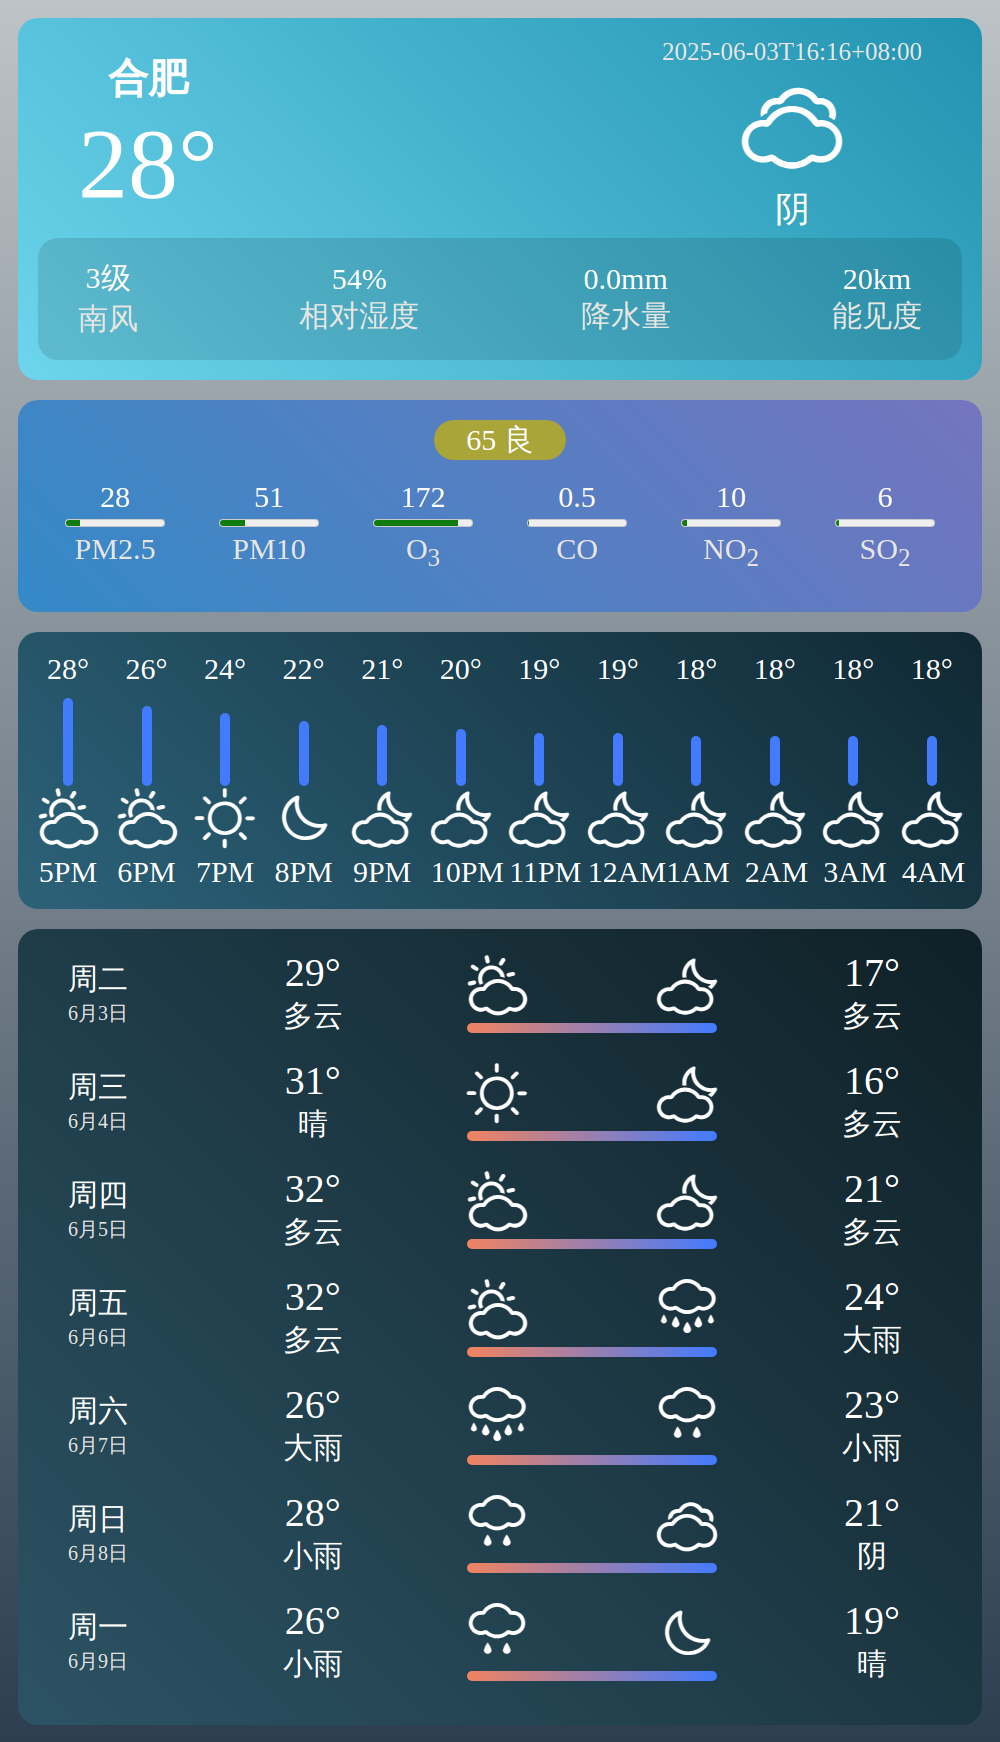 合肥
28°
2025-06-03T16:16+08:00
阴
3级 54% 0.0mm 20km
南风 相对湿度 降水量 能见度
65 良
28 51 172 0.5 10 6
PM2.5 PM10 O3 CO NO2 SO2
28° 26° 24° 22° 21° 20° 19° 19° 18° 18° 18° 18°
5PM 6PM 7PM 8PM 9PM 10PM 11PM 12AM 1AM 2AM 3AM 4AM
周二 29° 17°
6月3日 多云 多云
周三 31° 16°
6月4日 晴 多云
周四 32° 21°
6月5日 多云 多云
周五 32° 24°
6月6日 多云 大雨
周六 26° 23°
6月7日 大雨 小雨
周日 28° 21°
6月8日 小雨 阴
周一 26° 19°
6月9日 小雨 晴